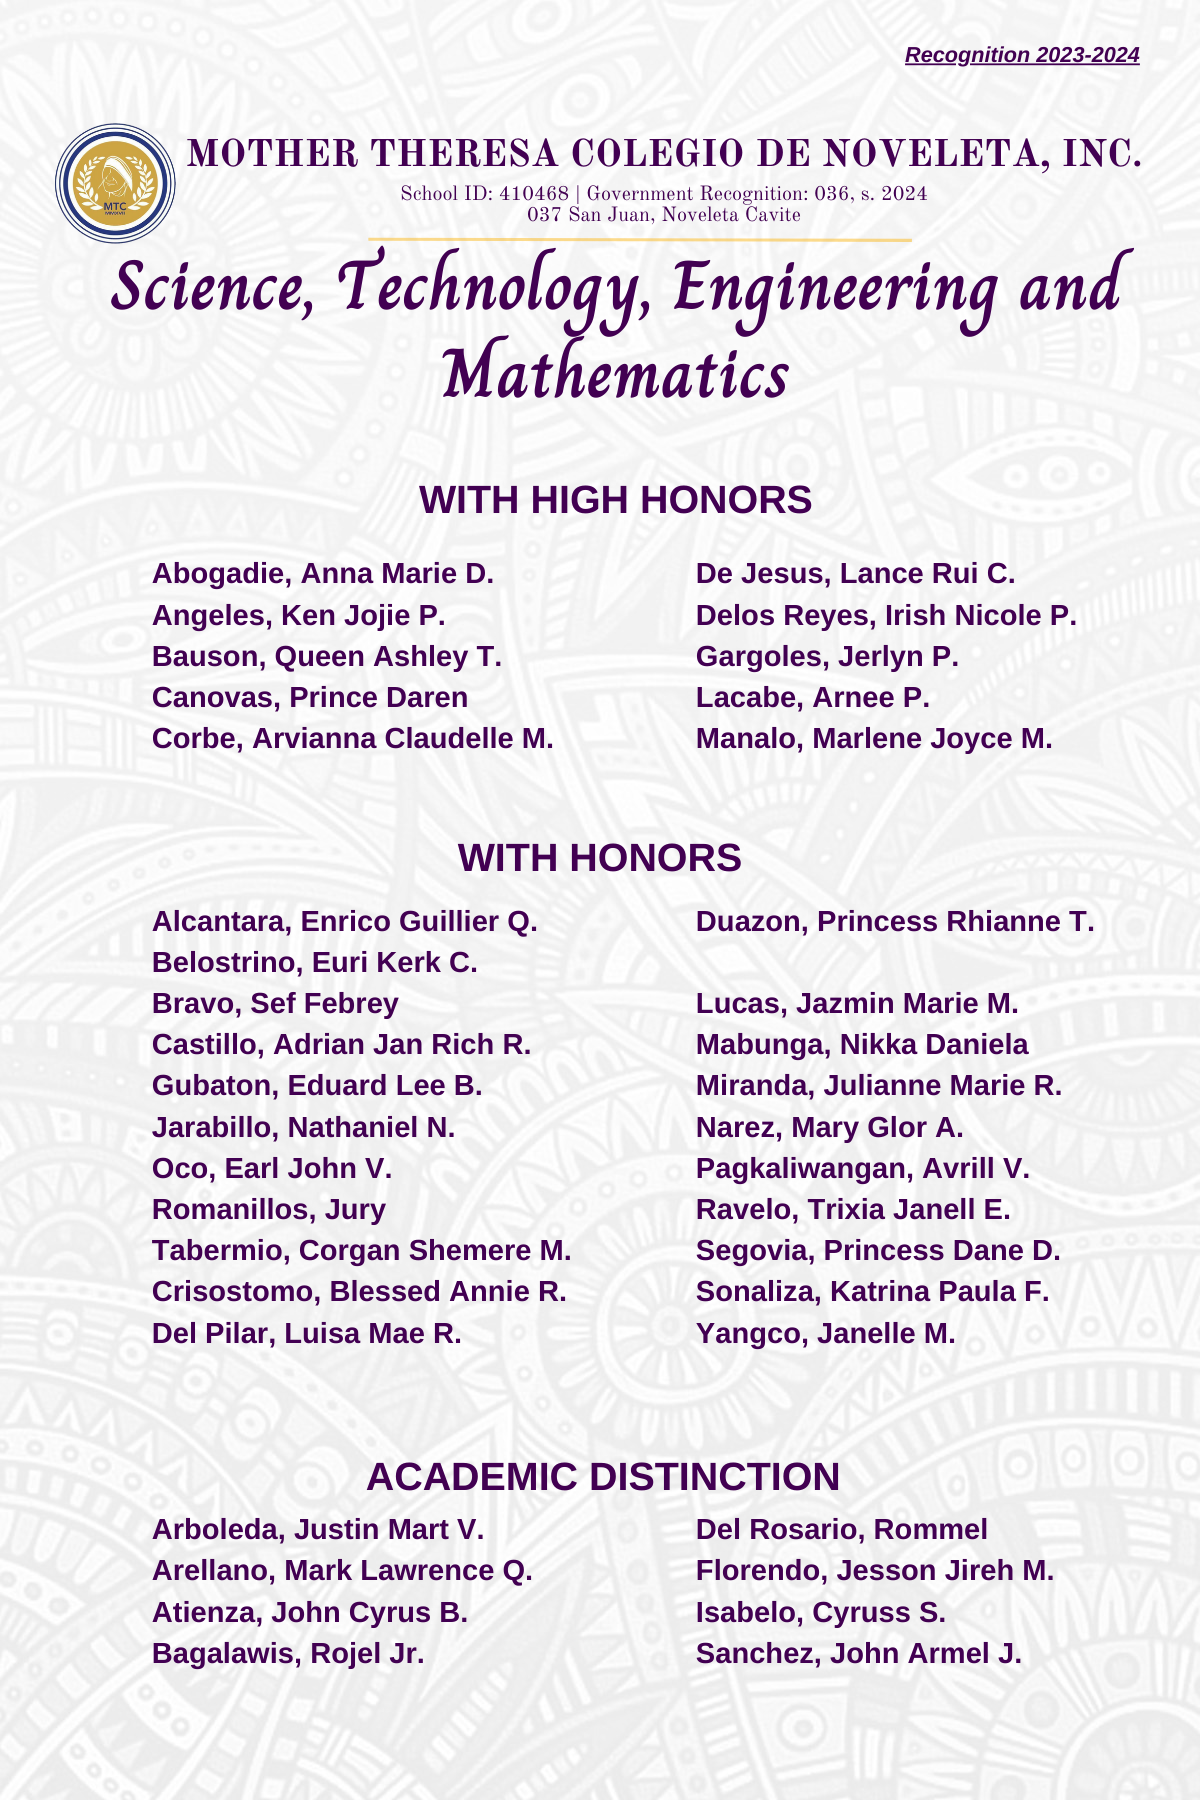 Recognition 2023-2024
MOTHER THERESA COLEGIO DE NOVELETA, INC.
School ID: 410468 | Government Recognition: 036, s. 2024
037 San Juan, Noveleta Cavite
MTC
Science, Technology, Engineering and
Mathematics
WITH HIGH HONORS
Abogadie, Anna Marie D.
Angeles, Ken Jojie P.
Bauson, Queen Ashley T.
Canovas, Prince Daren
Corbe, Arvianna Claudelle M.
De Jesus, Lance Rui C.
Delos Reyes, Irish Nicole P.
Gargoles, Jerlyn P.
Lacabe, Arnee P.
Manalo, Marlene Joyce M.
WITH HONORS
Alcantara, Enrico Guillier Q.
Belostrino, Euri Kerk C.
Bravo, Sef Febrey
Castillo, Adrian Jan Rich R.
Gubaton, Eduard Lee B.
Jarabillo, Nathaniel N.
Oco, Earl John V.
Romanillos, Jury
Tabermio, Corgan Shemere M.
Crisostomo, Blessed Annie R.
Del Pilar, Luisa Mae R.
Duazon, Princess Rhianne T.
Lucas, Jazmin Marie M.
Mabunga, Nikka Daniela
Miranda, Julianne Marie R.
Narez, Mary Glor A.
Pagkaliwangan, Avrill V.
Ravelo, Trixia Janell E.
Segovia, Princess Dane D.
Sonaliza, Katrina Paula F.
Yangco, Janelle M.
ACADEMIC DISTINCTION
Arboleda, Justin Mart V.
Arellano, Mark Lawrence Q.
Atienza, John Cyrus B.
Bagalawis, Rojel Jr.
Del Rosario, Rommel
Florendo, Jesson Jireh M.
Isabelo, Cyruss S.
Sanchez, John Armel J.